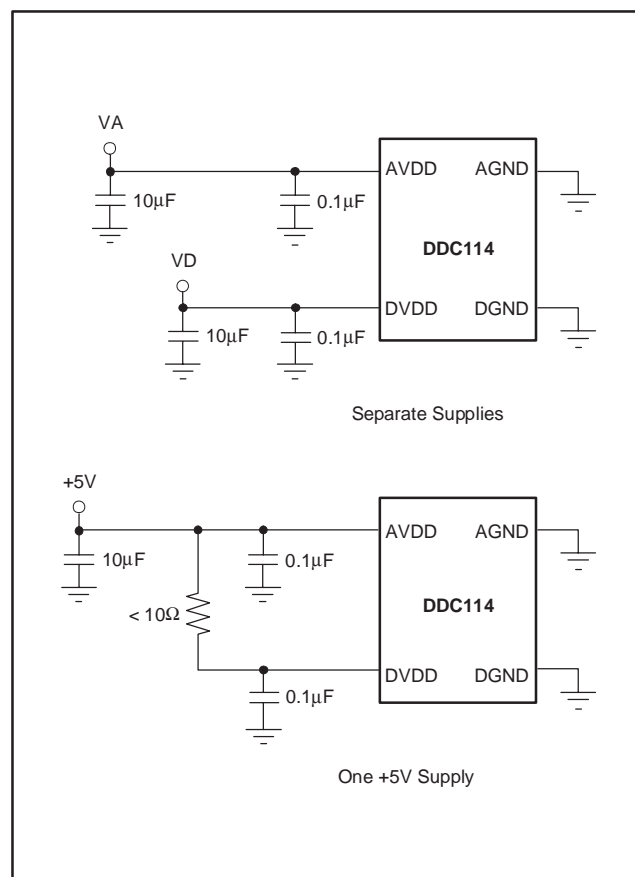 VA
10μF
0.1μF
AVDD
AGND
DDC114
VD
10μF
0.1μF
DVDD
DGND
Separate Supplies
+5V
10μF
0.1μF
AVDD
AGND
< 10Ω
DDC114
0.1μF
DVDD
DGND
One +5V Supply